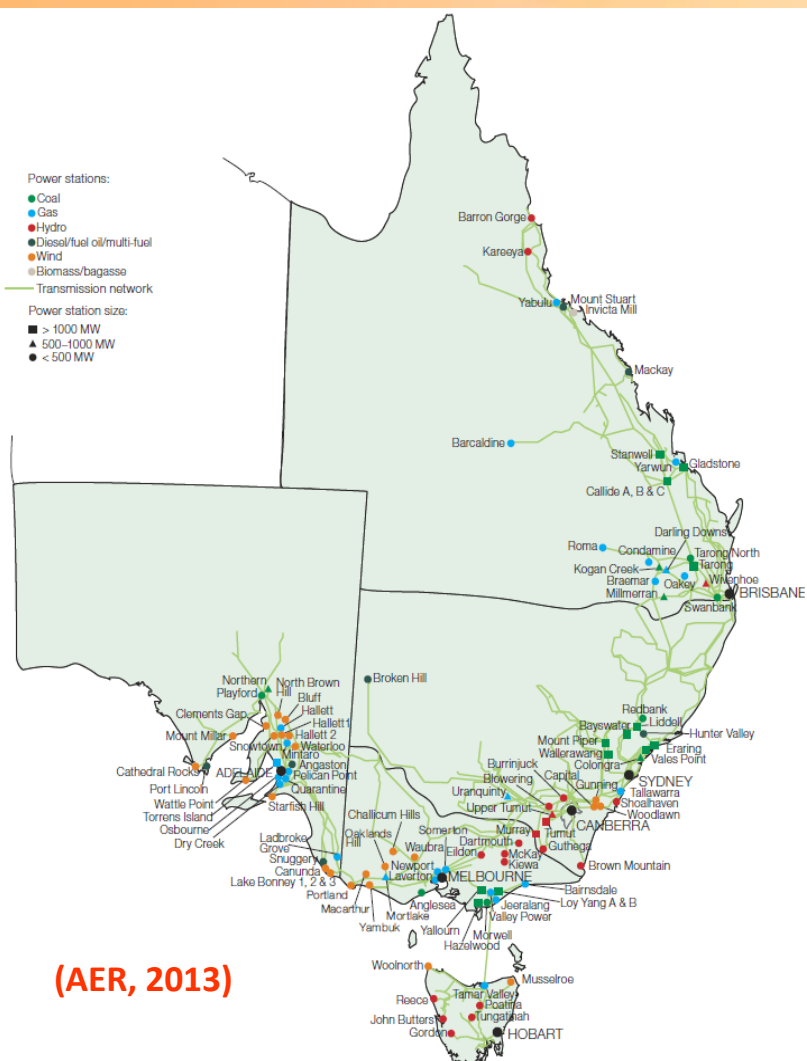 Power stations:
Coal
Gas
Hydro
Diesel/fuel oil/multi-fuel
Wind
Biomass/bagasse
Transmission network
Power station size:
> 1000 MW
500–1000 MW
< 500 MW
Barron Gorge
Kareeya
Yabulu
Mount Stuart
Invicta Mill
Mackay
Barcaldine
Stanwell
Yarwun
Gladstone
Callide A, B & C
Darling Downs
Roma
Condamine
Tarong North
Tarong
Kogan Creek
Braemar
Oakey
Wivenhoe
Millmerran
BRISBANE
Swanbank
Northern
Playford
North Brown
Hill
Bluff
Broken Hill
Clements Gap
Hallett
Hallett 1
Mount Millar
Hallett 2
Snowtown
Waterloo
Mintaro
Angaston
Cathedral Rocks
ADELAIDE
Pelican Point
Port Lincoln
Quarantine
Wattle Point
Torrens Island
Starfish Hill
Osbourne
Dry Creek
Redbank
Bayswater
Liddell
Hunter Valley
Mount Piper
Wallerawang
Eraring
Vales Point
Colongra
Burrinjuck
Capital
SYDNEY
Blowering
Gunning
Tallawarra
Uranquinty
Shoalhaven
Upper Tumut
Woodlawn
CANBERRA
Challicum Hills
Somerton
Murray
Tumut
Oaklands
Hill
Dartmouth
Guthega
Ladbroke
Grove
Waubra
Eildon
McKay
Snuggery
Newport
Kiewa
Brown Mountain
Canunda
Laverton
MELBOURNE
Lake Bonney 1, 2 & 3
Bairnsdale
Portland
Anglesea
Jeeralang
Loy Yang A & B
Macarthur
Mortlake
Valley Power
Yambuk
Yallourn
Morwell
Hazelwood
Woolnorth
Musselroe
(AER, 2013)
Tamar Valley
Reece
Poatina
Tungatinah
John Butters
Gordon
HOBART